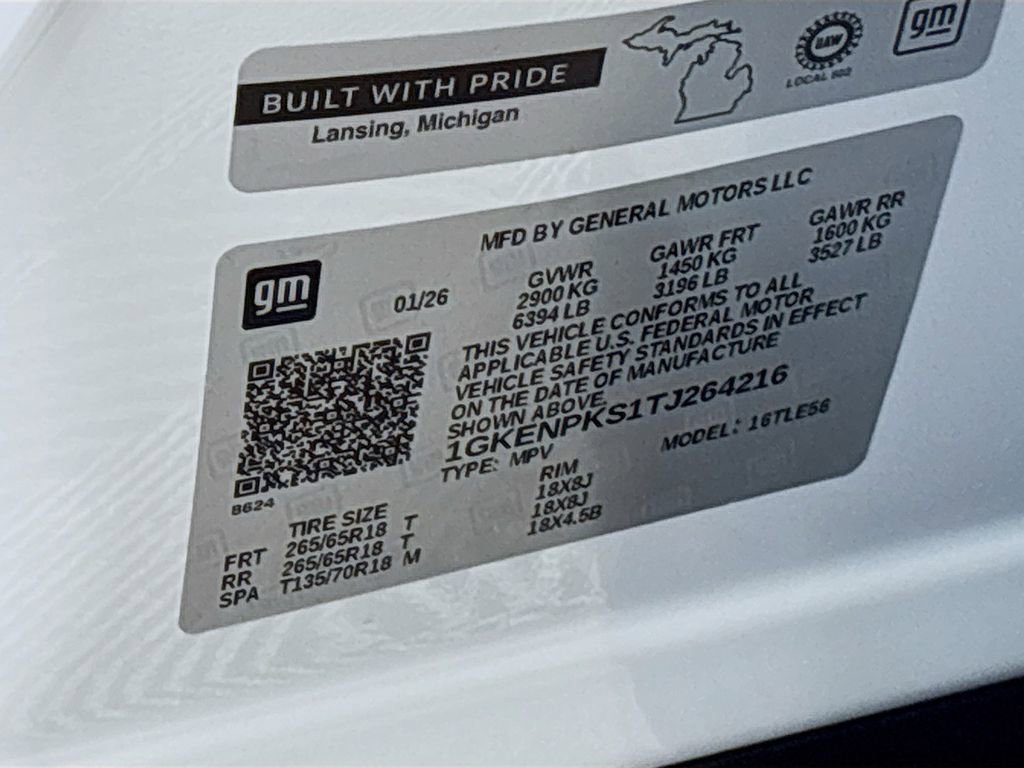 BUILT WITH PRIDE
Lansing, Michigan
UAW
LOCAL 602
gm
MFD BY GENERAL MOTORS LLC
gm
01/26
GVWR GAWR FRT GAWR RR
2900 KG 1450 KG 1600 KG
6394 LB 3196 LB 3527 LB
THIS VEHICLE CONFORMS TO ALL
APPLICABLE U.S. FEDERAL MOTOR
VEHICLE SAFETY STANDARDS IN EFFECT
ON THE DATE OF MANUFACTURE
SHOWN ABOVE.
1GKENPKS1TJ264216
TYPE: MPV MODEL: 16TLE56
8624
TIRE SIZE RIM
FRT 265/65R18 T 18X8J
RR 265/65R18 T 18X8J
SPA T135/70R18 M 18X4.5B